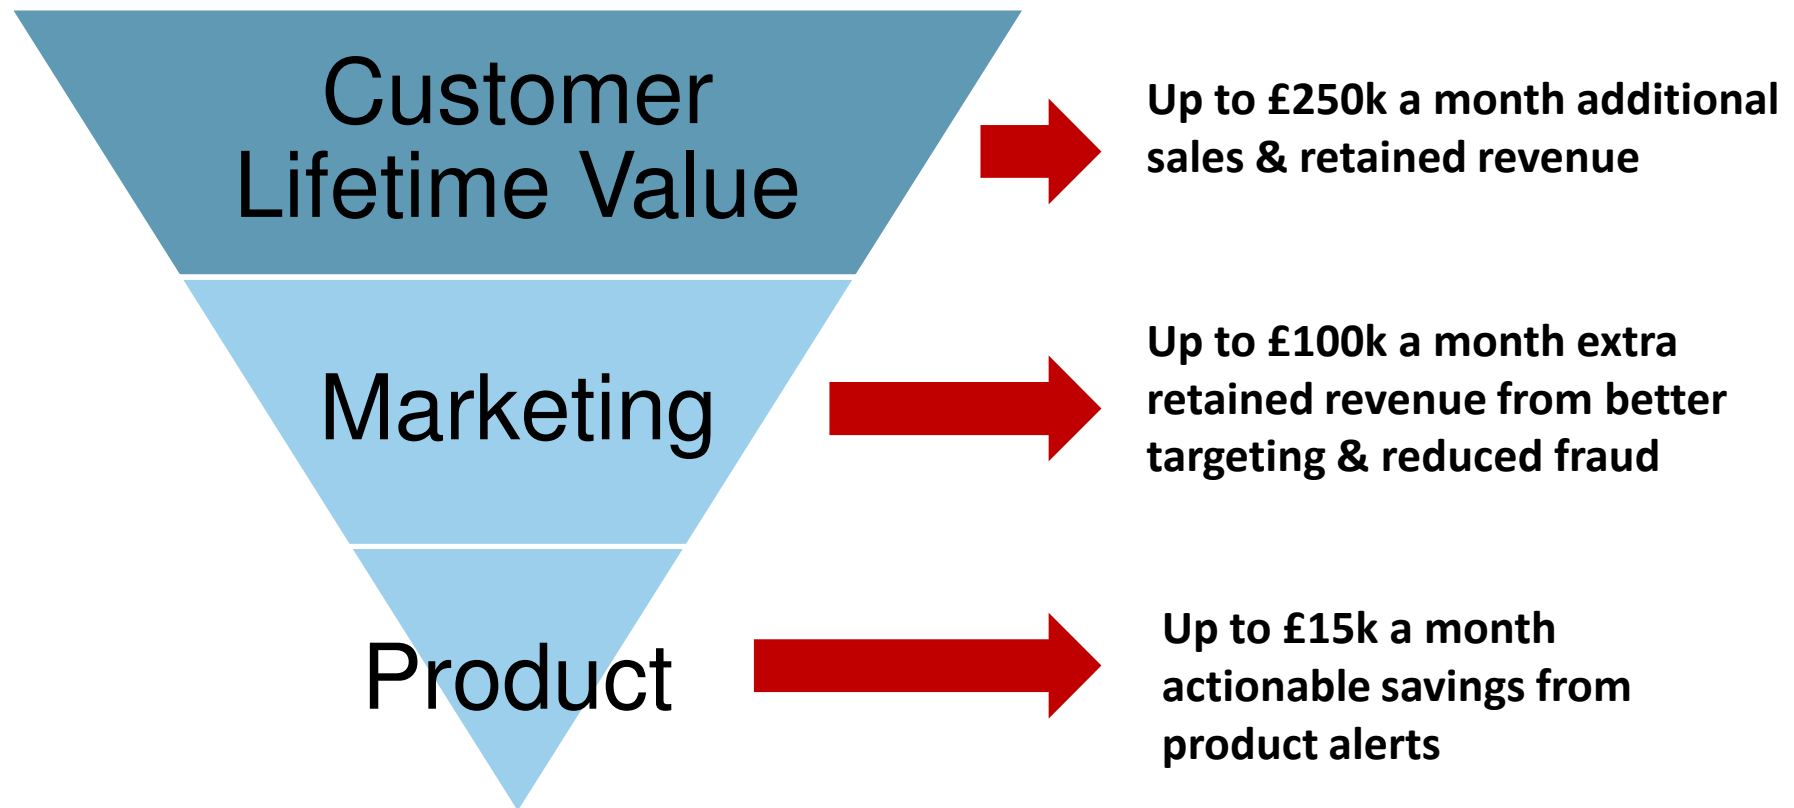 Customer
Lifetime Value
Up to £250k a month additional
sales & retained revenue
Marketing
Up to £100k a month extra
retained revenue from better
targeting & reduced fraud
Product
Up to £15k a month
actionable savings from
product alerts